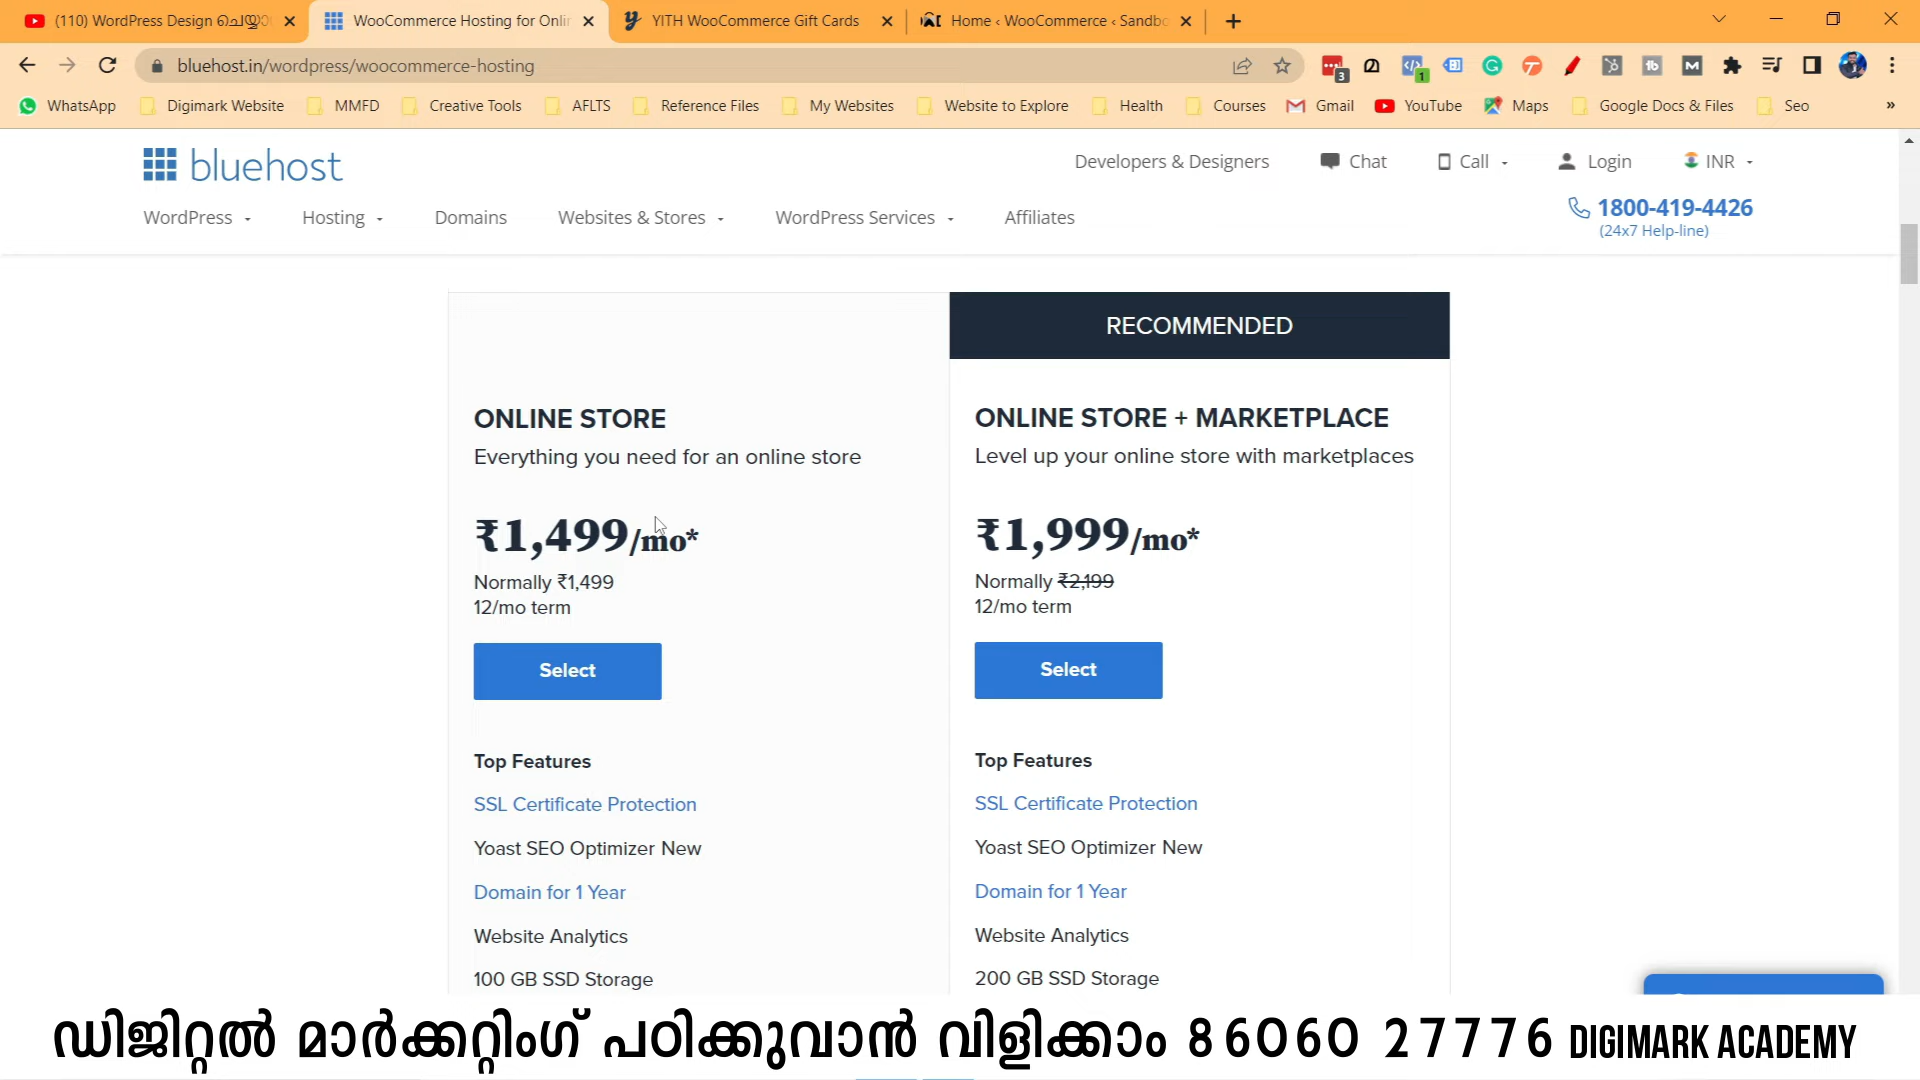 (110) WordPress Design
WooCommerce Hosting for Onli
YITH WooCommerce Gift Cards
Home ‹ WooCommerce ‹ Sandbo
bluehost.in/wordpress/woocommerce-hosting
3
1
WhatsApp
Digimark Website
MMFD
Creative Tools
AFLTS
Reference Files
My Websites
Website to Explore
Health
Courses
Gmail
YouTube
Maps
Google Docs & Files
Seo
»
bluehost
Developers & Designers
Chat
Call
Login
INR
WordPress
Hosting
Domains
Websites & Stores
WordPress Services
Affiliates
1800-419-4426
(24x7 Help-line)
RECOMMENDED
ONLINE STORE
Everything you need for an online store
₹1,499/mo*
Normally ₹1,499
12/mo term
Select
Top Features
SSL Certificate Protection
Yoast SEO Optimizer New
Domain for 1 Year
Website Analytics
100 GB SSD Storage
ONLINE STORE + MARKETPLACE
Level up your online store with marketplaces
₹1,999/mo*
Normally ₹2,199
12/mo term
Select
Top Features
SSL Certificate Protection
Yoast SEO Optimizer New
Domain for 1 Year
Website Analytics
200 GB SSD Storage
ഡിജിറ്റൽ മാർക്കറ്റിംഗ് പഠിക്കുവാൻ വിളിക്കാം 86060 27776 DIGIMARK ACADEMY